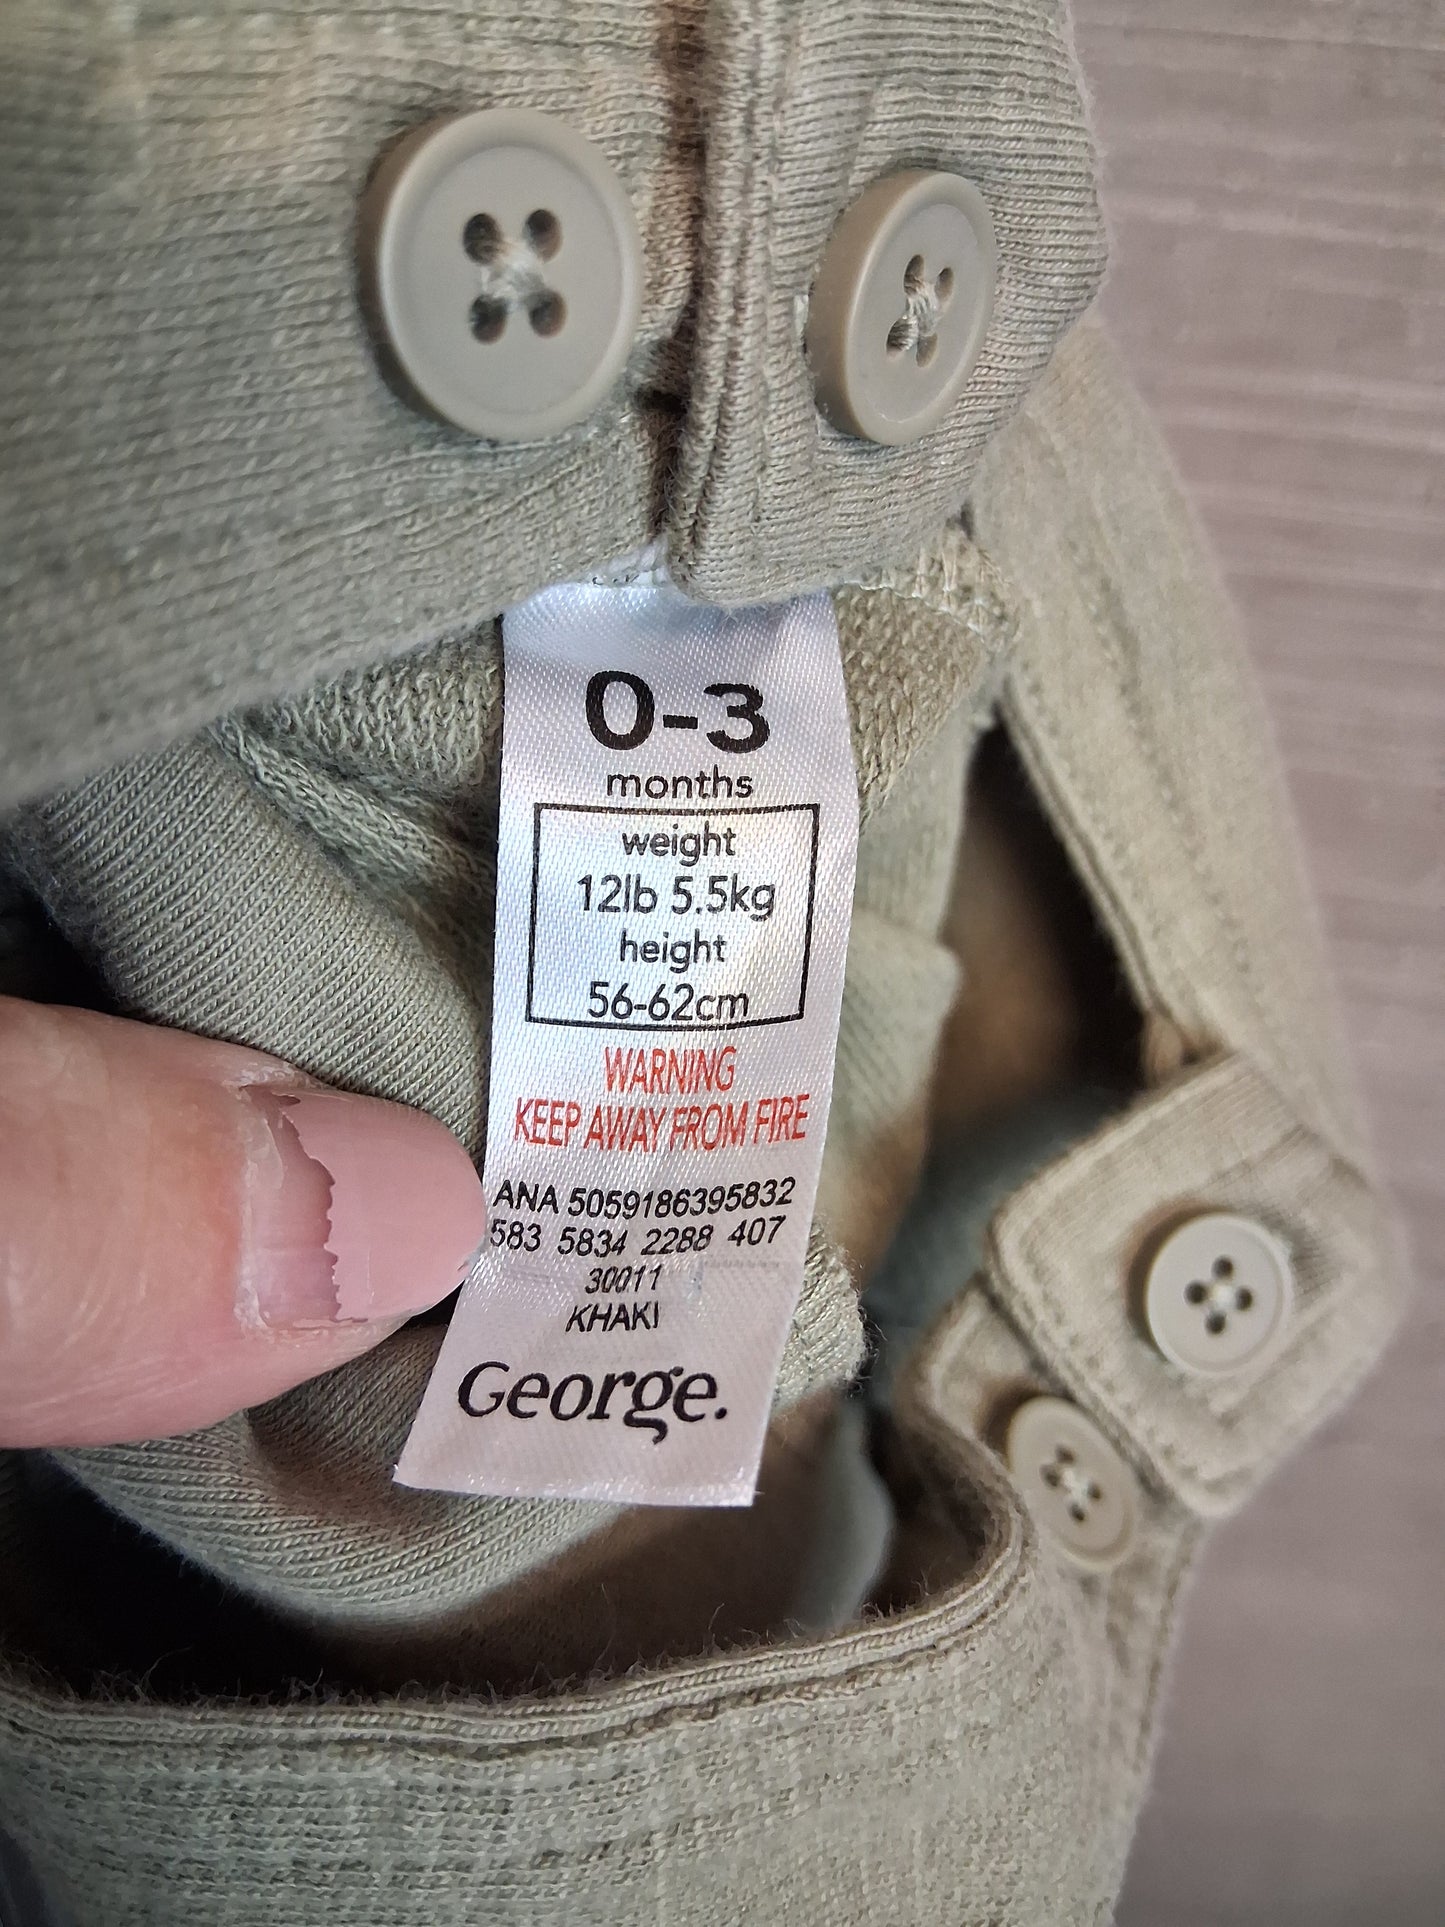 0-3
months
weight
12lb 5.5kg
height
56-62cm
WARNING
KEEP AWAY FROM FIRE
ANA 5059186395832
583 5834 2288 407
30011
KHAKI
George.